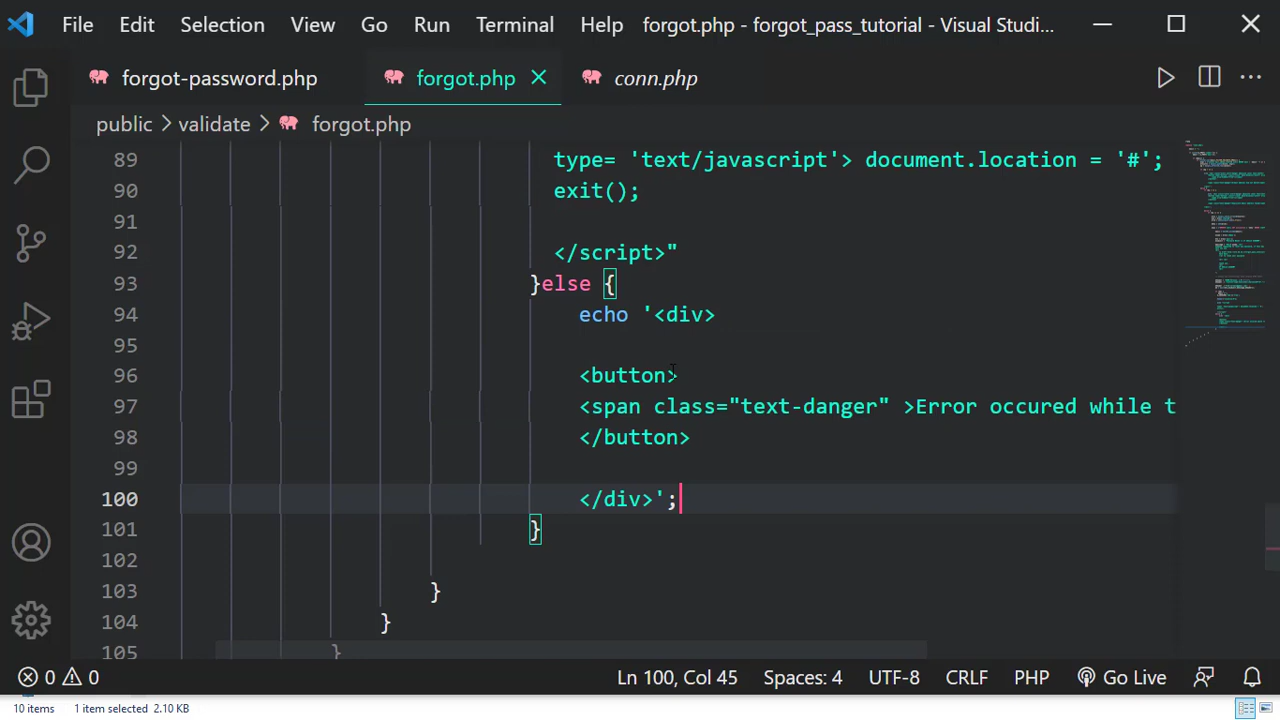 File Edit Selection View Go Run Terminal Help forgot.php - forgot_pass_tutorial - Visual Studi...
forgot-password.php forgot.php conn.php
public > validate > forgot.php
89 type= 'text/javascript'> document.location = '#';
90 exit();
91
92 </script>"
93 }else {
94 echo '<div>
95
96 <button>
97 <span class="text-danger" >Error occured while t
98 </button>
99
100 </div>';
101 }
102
103 }
104 }
105 }
0 0 Ln 100, Col 45 Spaces: 4 UTF-8 CRLF PHP Go Live
10 items 1 item selected 2.10 KB